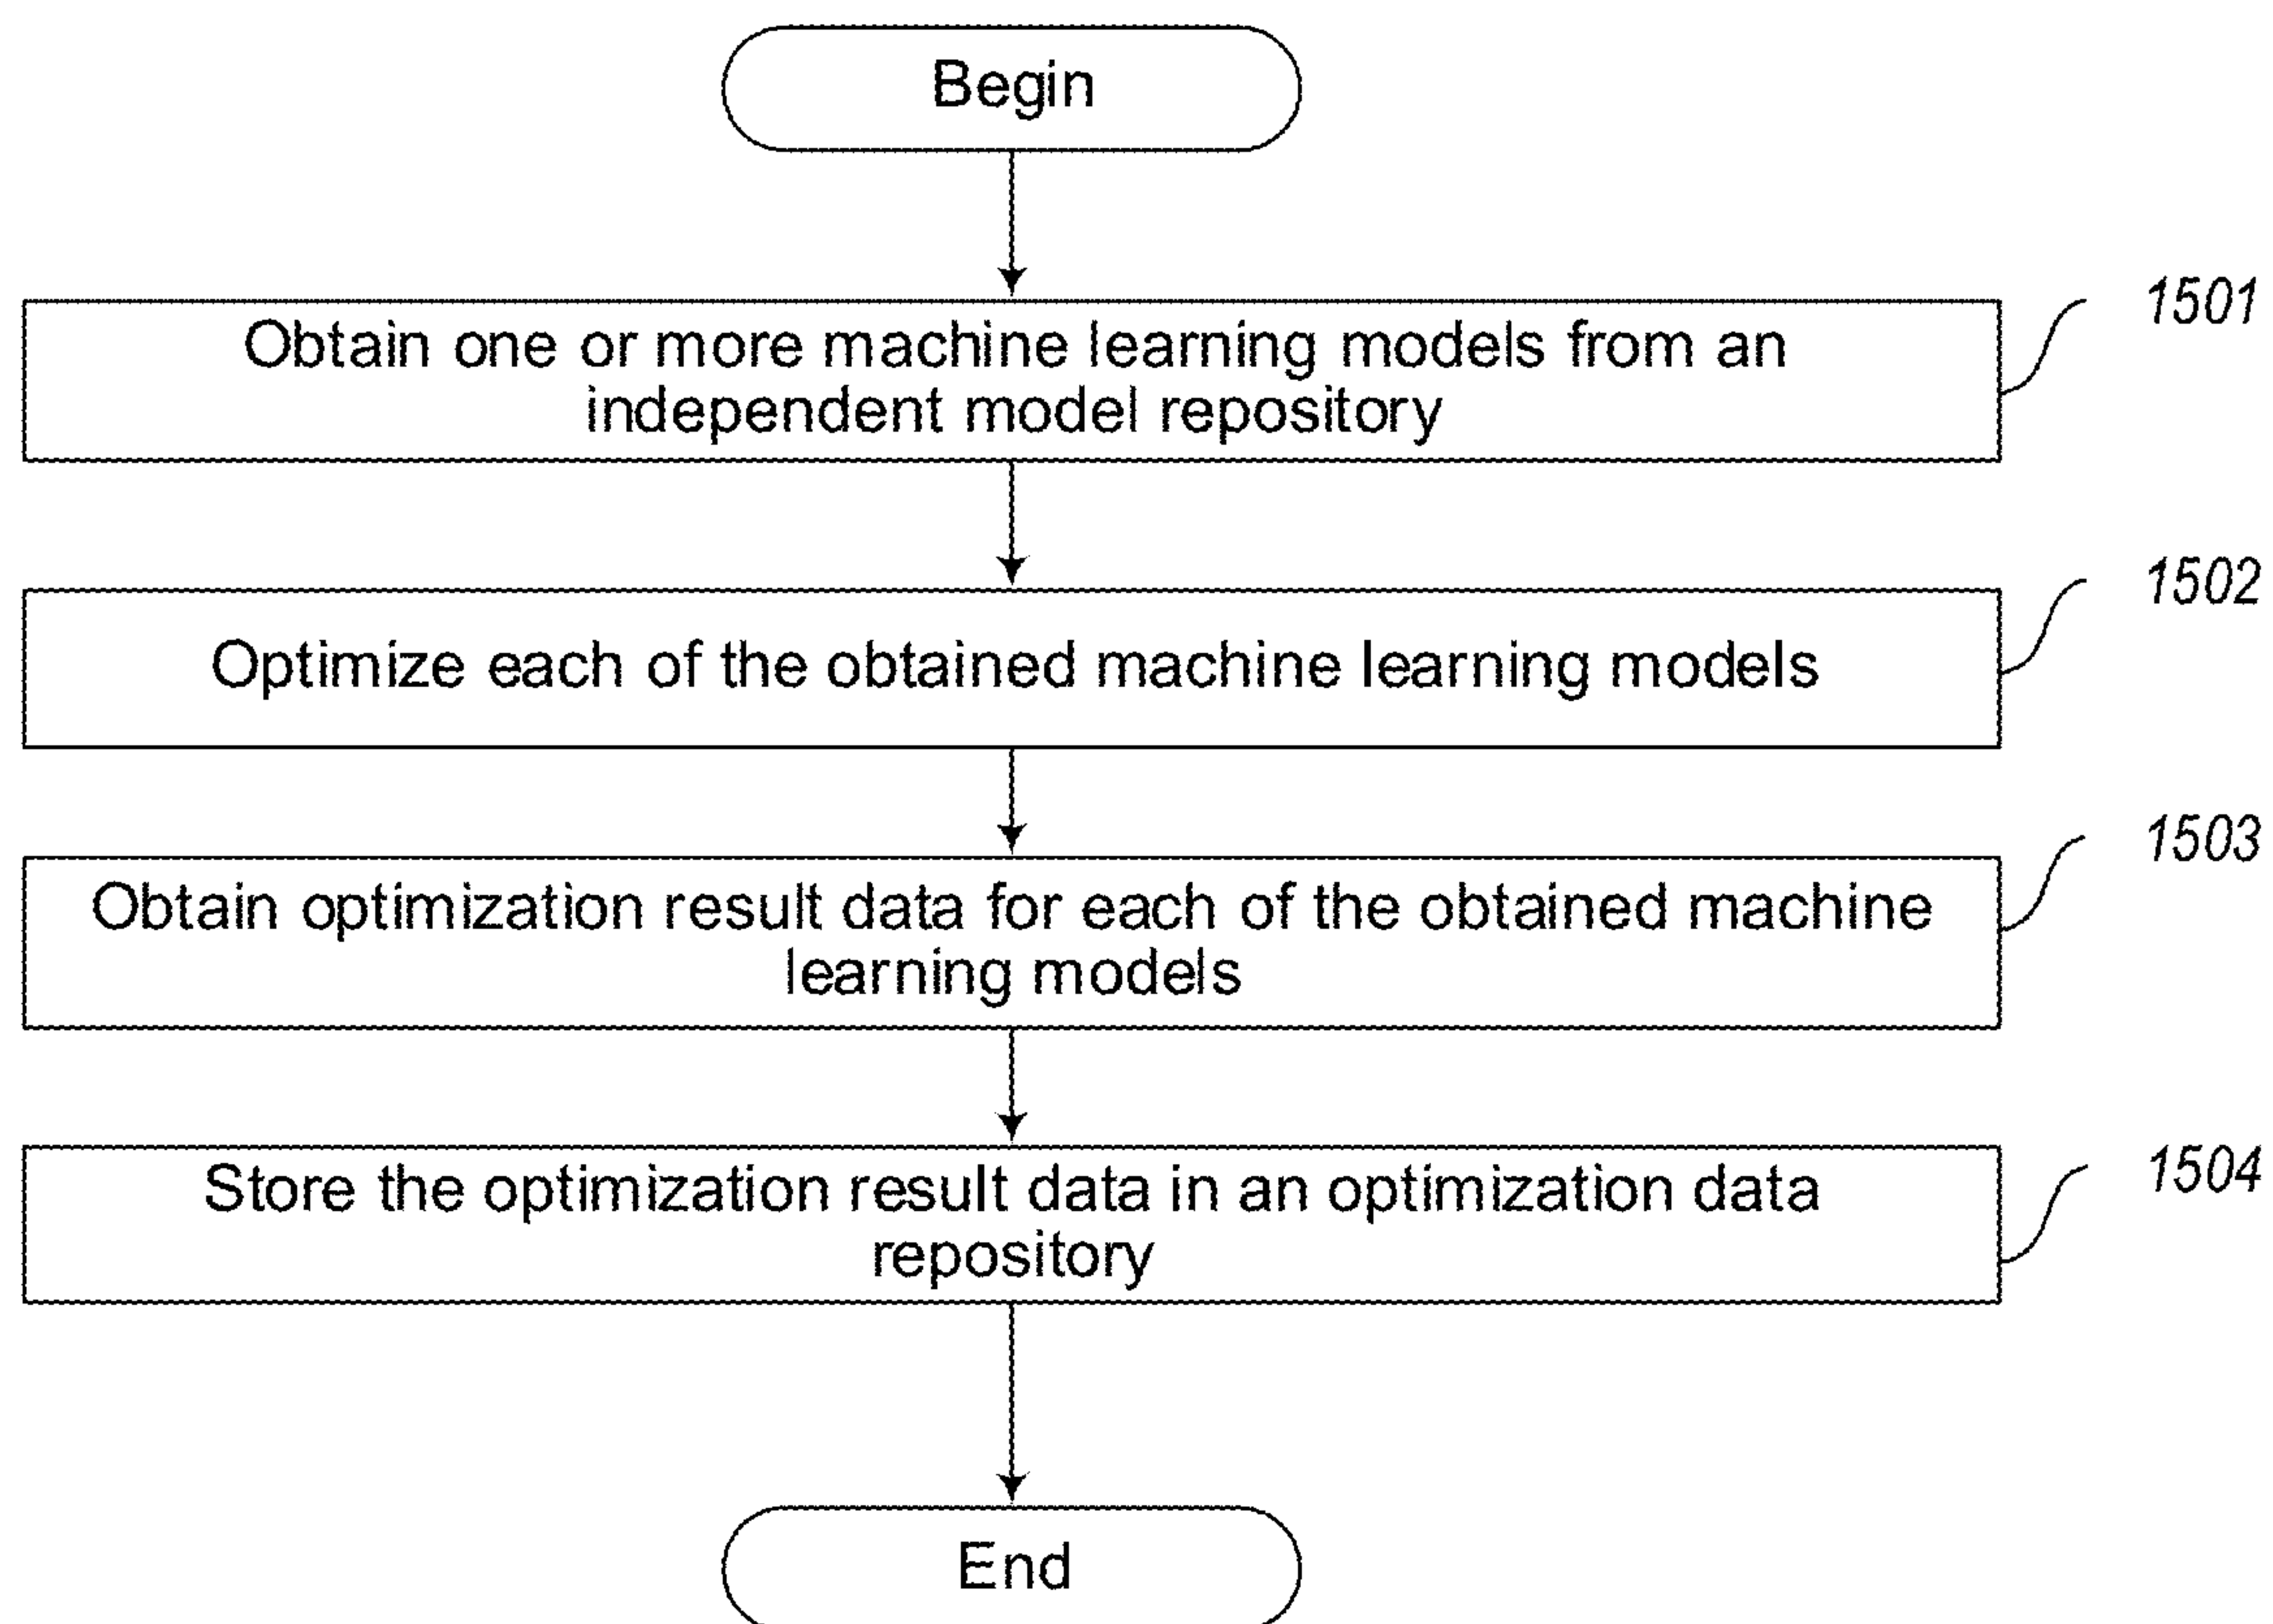 Begin
Obtain one or more machine learning models from an
independent model repository
1501
Optimize each of the obtained machine learning models
1502
Obtain optimization result data for each of the obtained machine
learning models
1503
Store the optimization result data in an optimization data
repository
1504
End